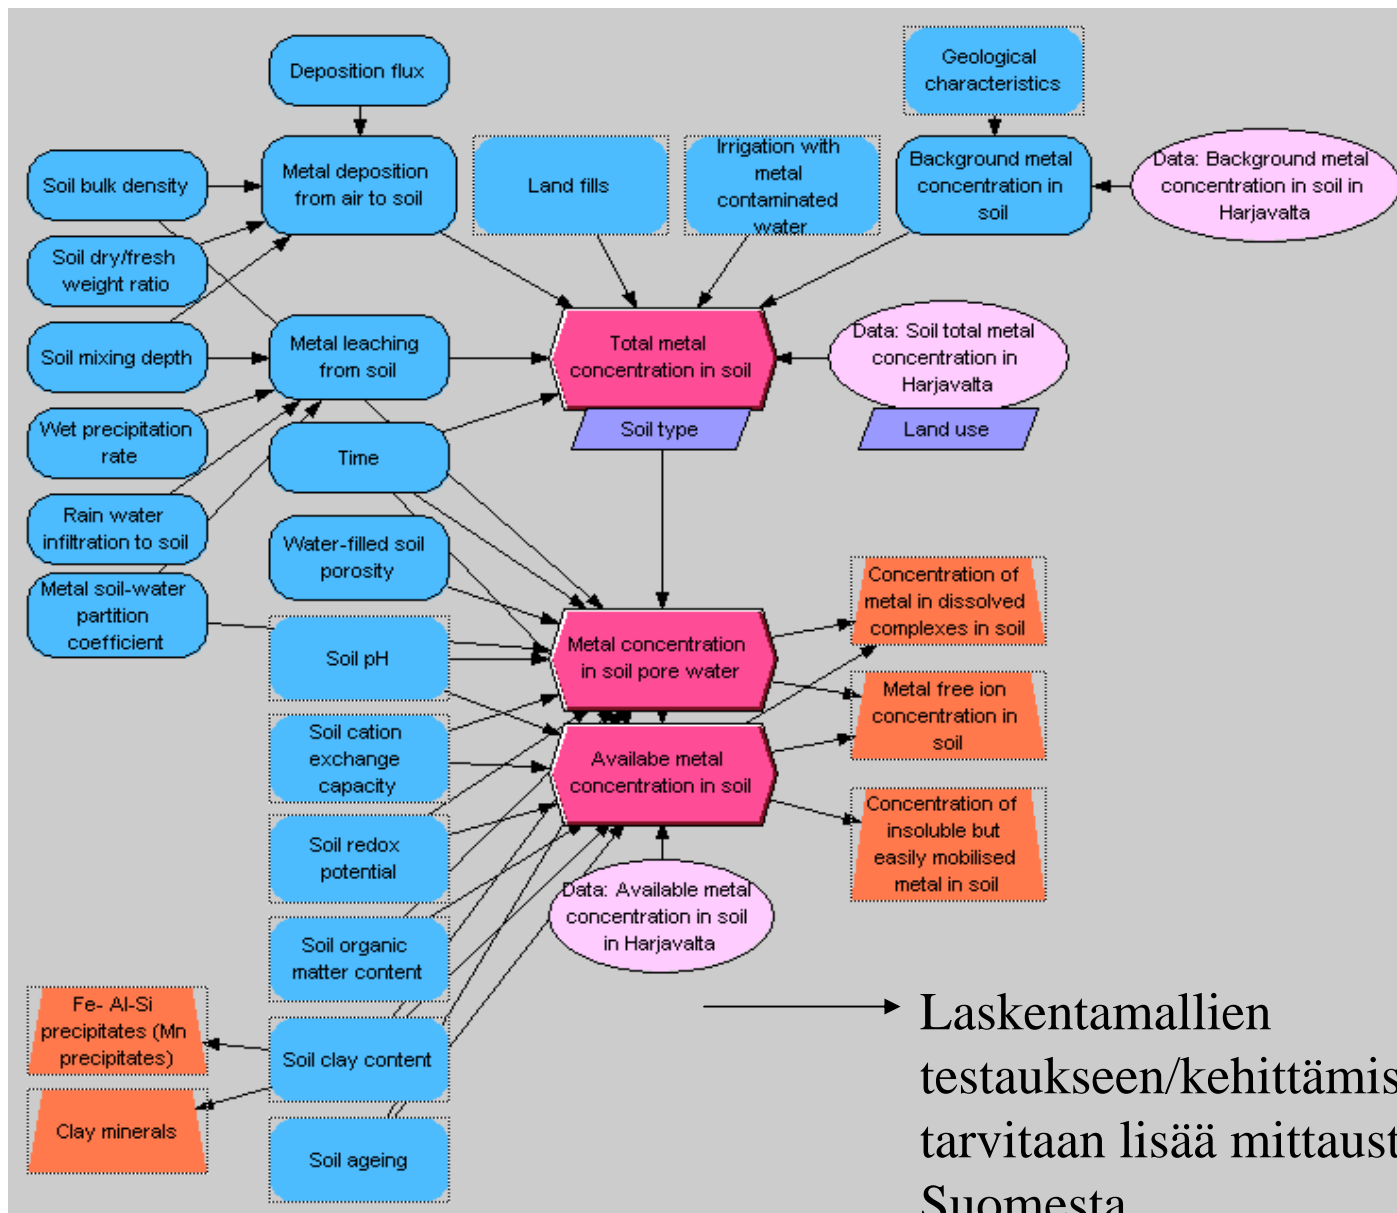 Deposition flux
Geological
characteristics
Soil bulk density
Metal deposition
from air to soil
Land fills
Irrigation with
metal
contaminated
water
Background metal
concentration in
soil
Data: Background metal
concentration in soil in
Harjavalta
Soil dry/fresh
weight ratio
Soil mixing depth
Metal leaching
from soil
Total metal
concentration in soil
Data: Soil total metal
concentration in
Harjavalta
Wet precipitation
rate
Time
Soil type
Land use
Rain water
infiltration to soil
Water-filled soil
porosity
Metal soil-water
partition
coefficient
Concentration of
metal in dissolved
complexes in soil
Soil pH
Metal concentration
in soil pore water
Metal free ion
concentration in
soil
Soil cation
exchange
capacity
Availabe metal
concentration in soil
Concentration of
insoluble but
easily mobilised
metal in soil
Soil redox
potential
Data: Available metal
concentration in soil
in Harjavalta
Soil organic
matter content
Fe- Al-Si
precipitates (Mn
precipitates)
Soil clay content
Clay minerals
Soil ageing
Laskentamallien
testaukseen/kehittämis
tarvitaan lisää mittaust
Suomesta